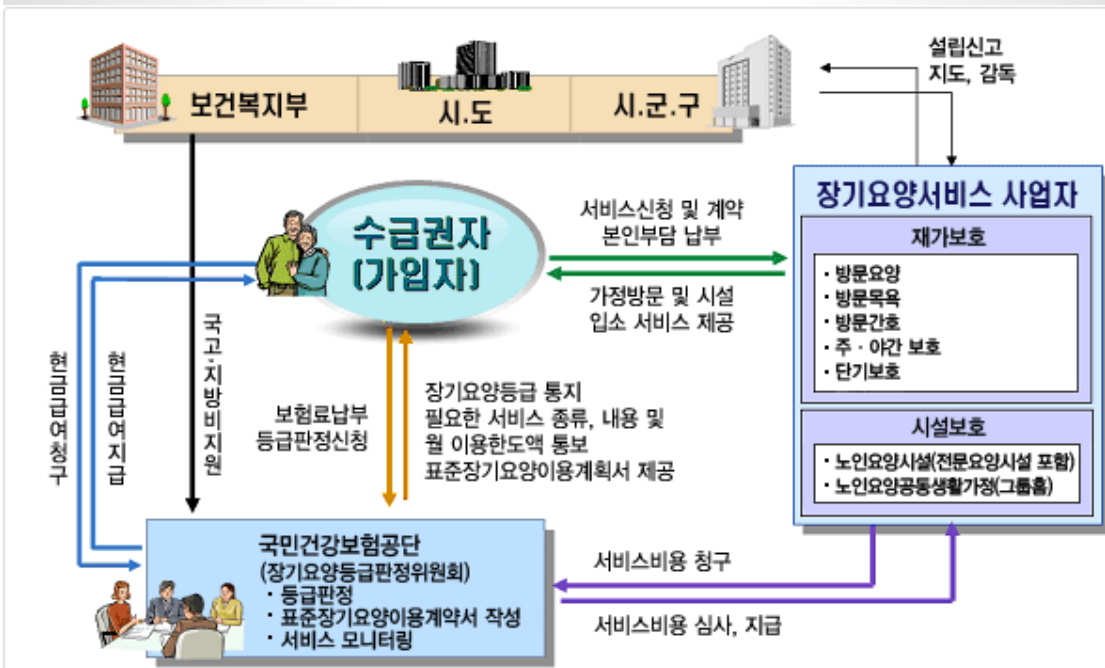 설립신고
지도, 감독
보건복지부
시.도
시.군.구
장기요양서비스 사업자
재가보호
· 방문요양
· 방문목욕
· 방문간호
· 주 · 야간 보호
· 단기보호
시설보호
· 노인요양시설(전문요양시설 포함)
· 노인요양공동생활가정(그룹홈)
수급권자
(가입자)
서비스신청 및 계약
본인부담 납부
가정방문 및 시설
입소 서비스 제공
현금급여청구
현금급여지급
국고·지방비지원
보험료납부
등급판정신청
장기요양등급 통지
필요한 서비스 종류, 내용 및
월 이용한도액 통보
표준장기요양이용계획서 제공
국민건강보험공단
(장기요양등급판정위원회)
· 등급판정
· 표준장기요양이용계약서 작성
· 서비스 모니터링
서비스비용 청구
서비스비용 심사, 지급